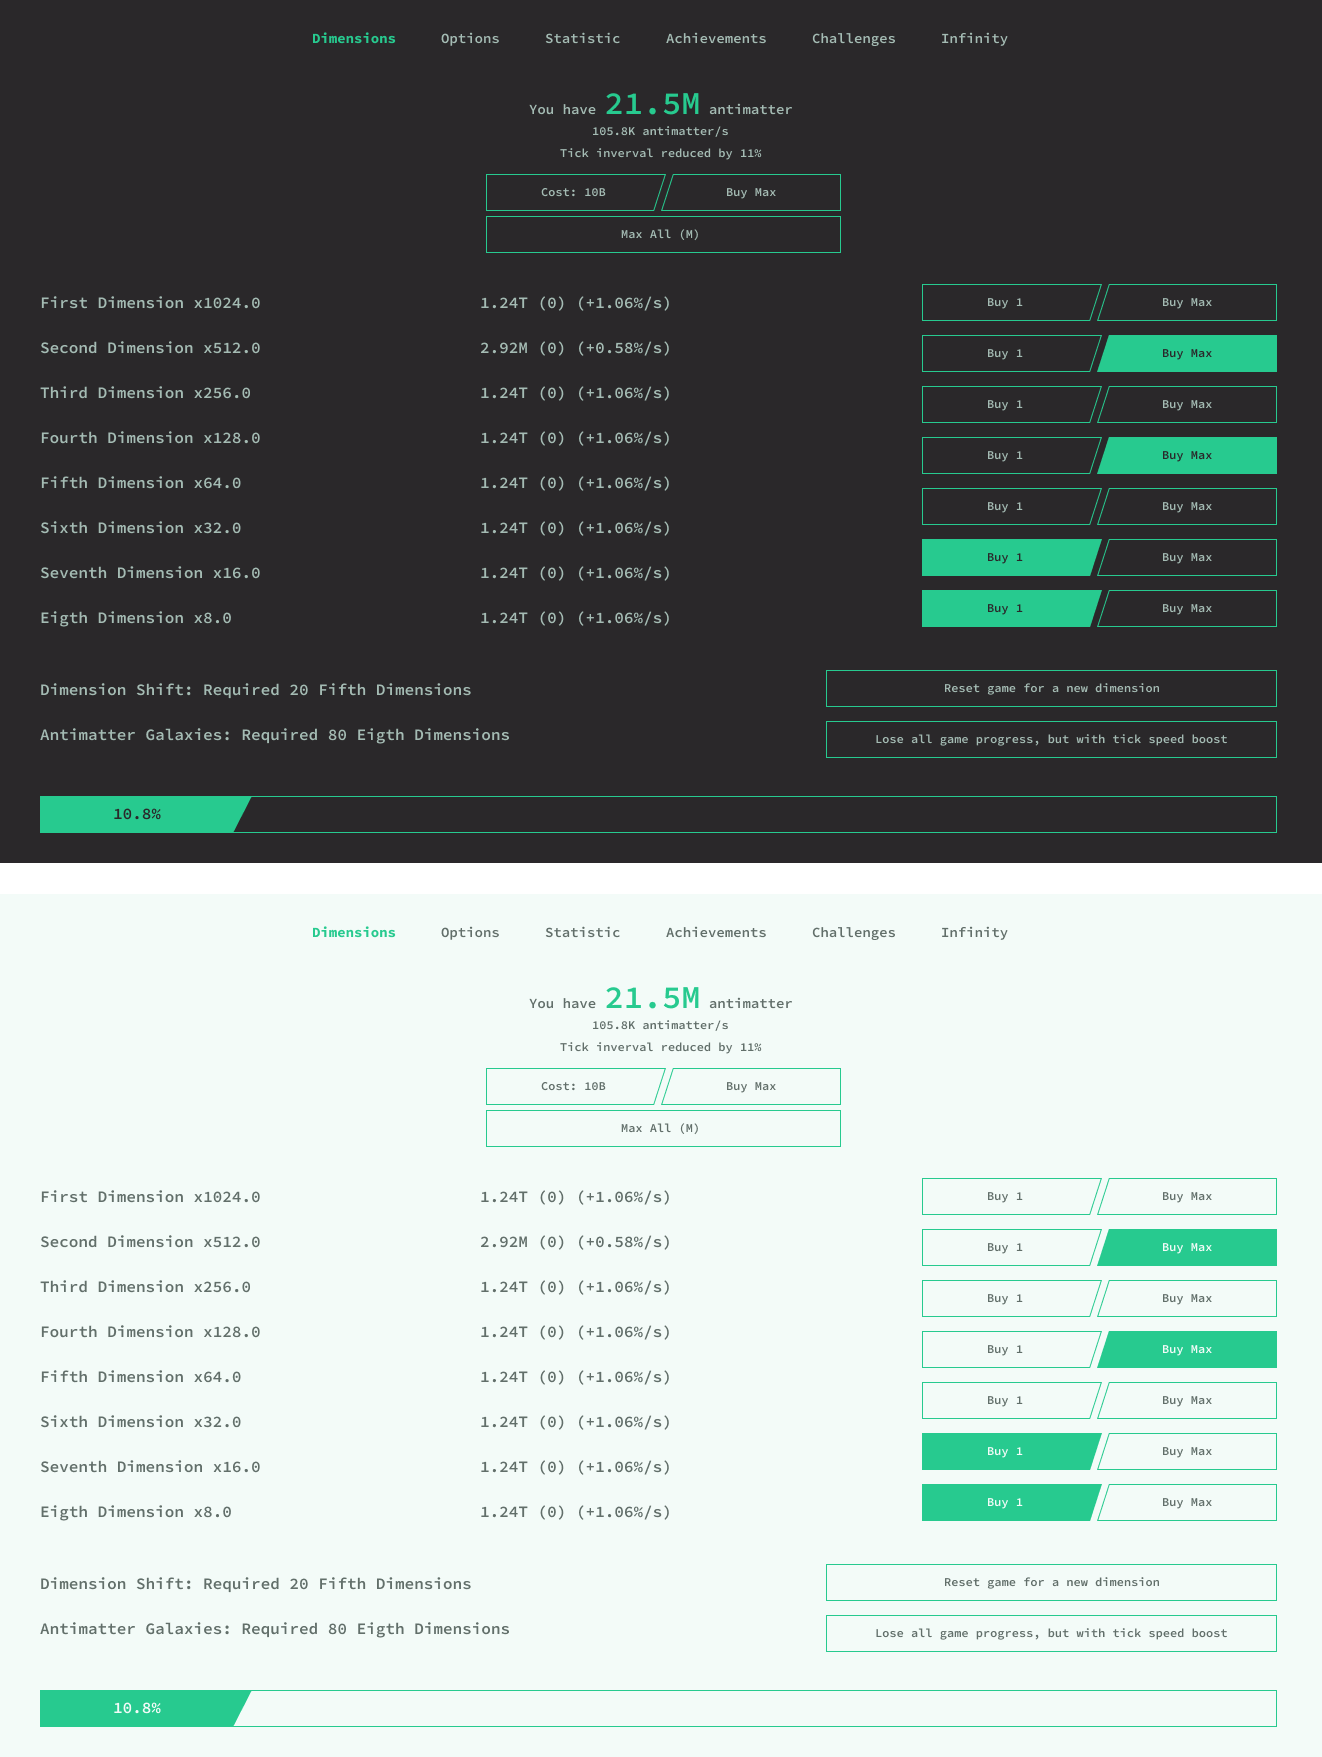 Dimensions Options Statistic Achievements Challenges Infinity
You have 21.5M antimatter
105.8K antimatter/s
Tick inverval reduced by 11%
Cost: 10B Buy Max
Max All (M)
First Dimension x1024.0 1.24T (0) (+1.06%/s) Buy 1 Buy Max
Second Dimension x512.0 2.92M (0) (+0.58%/s) Buy 1 Buy Max
Third Dimension x256.0 1.24T (0) (+1.06%/s) Buy 1 Buy Max
Fourth Dimension x128.0 1.24T (0) (+1.06%/s) Buy 1 Buy Max
Fifth Dimension x64.0 1.24T (0) (+1.06%/s) Buy 1 Buy Max
Sixth Dimension x32.0 1.24T (0) (+1.06%/s) Buy 1 Buy Max
Seventh Dimension x16.0 1.24T (0) (+1.06%/s) Buy 1 Buy Max
Eigth Dimension x8.0 1.24T (0) (+1.06%/s)
Dimension Shift: Required 20 Fifth Dimensions Reset game for a new dimension
Antimatter Galaxies: Required 80 Eigth Dimensions Lose all game progress, but with tick speed boost
10.8%
Dimensions Options Statistic Achievements Challenges Infinity
You have 21.5M antimatter
105.8K antimatter/s
Tick inverval reduced by 11%
Cost: 10B Buy Max
Max All (M)
First Dimension x1024.0 1.24T (0) (+1.06%/s) Buy 1 Buy Max
Second Dimension x512.0 2.92M (0) (+0.58%/s) Buy 1 Buy Max
Third Dimension x256.0 1.24T (0) (+1.06%/s) Buy 1 Buy Max
Fourth Dimension x128.0 1.24T (0) (+1.06%/s) Buy 1 Buy Max
Fifth Dimension x64.0 1.24T (0) (+1.06%/s) Buy 1 Buy Max
Sixth Dimension x32.0 1.24T (0) (+1.06%/s) Buy 1 Buy Max
Seventh Dimension x16.0 1.24T (0) (+1.06%/s) Buy 1 Buy Max
Eigth Dimension x8.0 1.24T (0) (+1.06%/s)
Dimension Shift: Required 20 Fifth Dimensions Reset game for a new dimension
Antimatter Galaxies: Required 80 Eigth Dimensions Lose all game progress, but with tick speed boost
10.8%